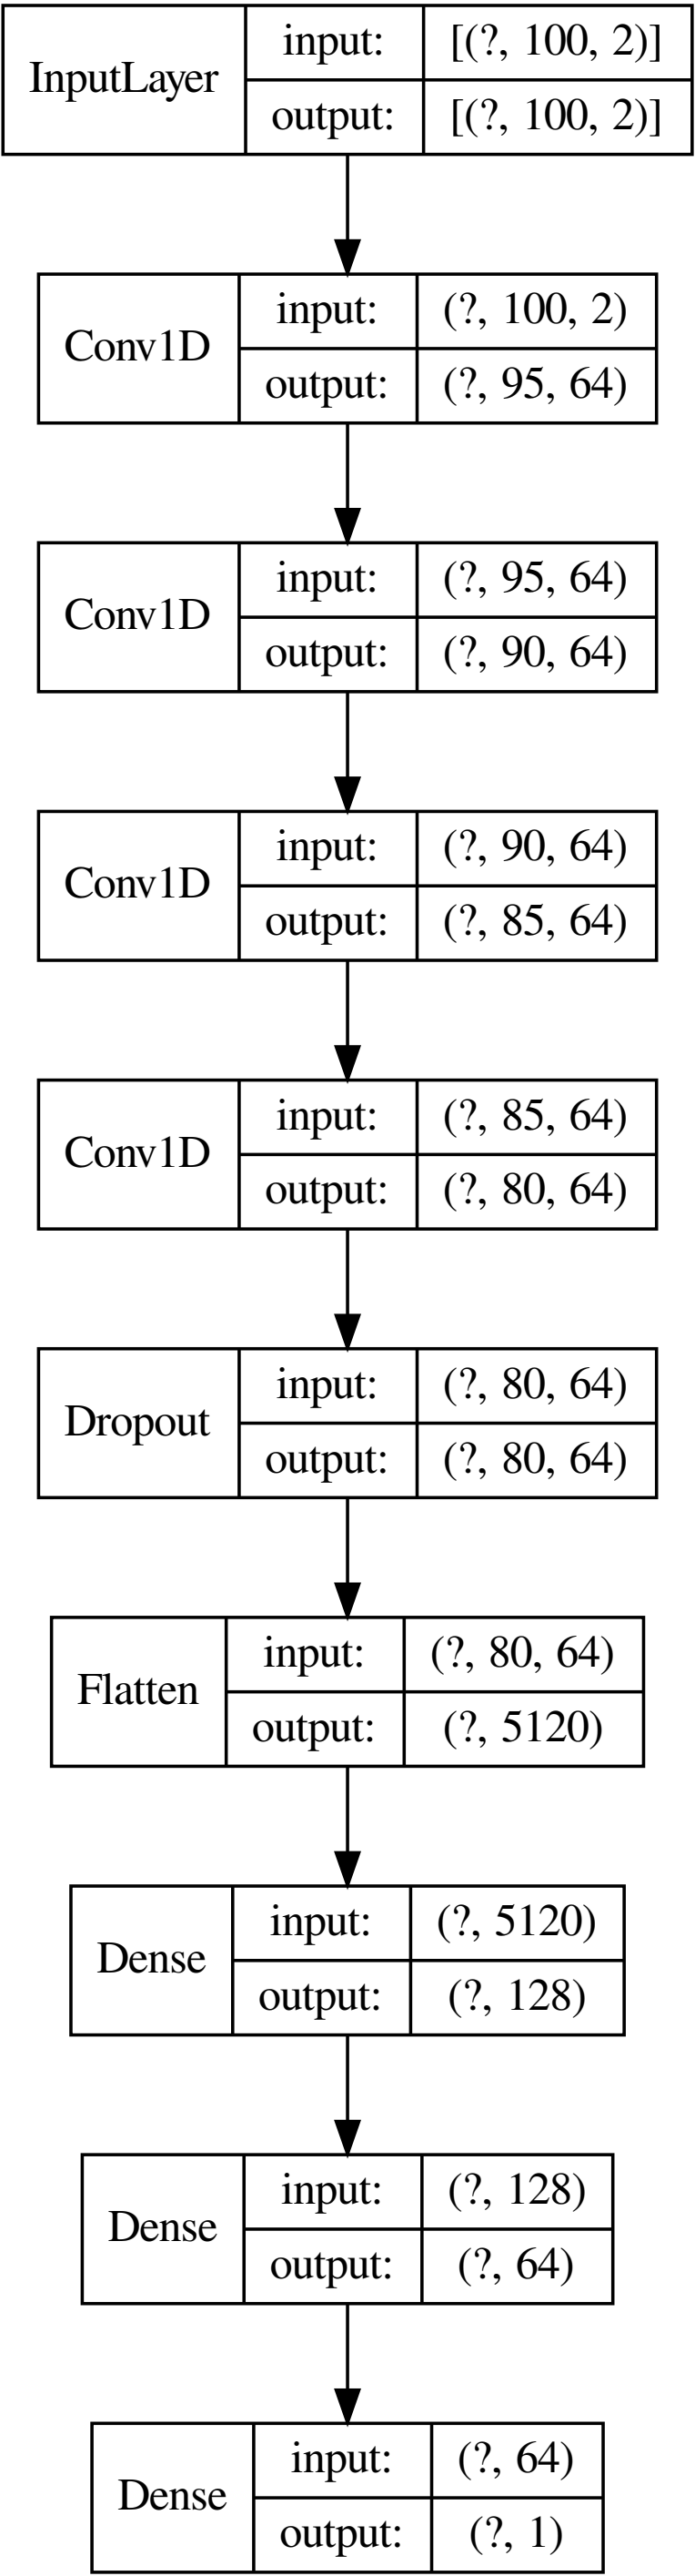 InputLayer
input: [(?, 100, 2)]
output: [(?, 100, 2)]
Conv1D
input: (?, 100, 2)
output: (?, 95, 64)
Conv1D
input: (?, 95, 64)
output: (?, 90, 64)
Conv1D
input: (?, 90, 64)
output: (?, 85, 64)
Conv1D
input: (?, 85, 64)
output: (?, 80, 64)
Dropout
input: (?, 80, 64)
output: (?, 80, 64)
Flatten
input: (?, 80, 64)
output: (?, 5120)
Dense
input: (?, 5120)
output: (?, 128)
Dense
input: (?, 128)
output: (?, 64)
Dense
input: (?, 64)
output: (?, 1)